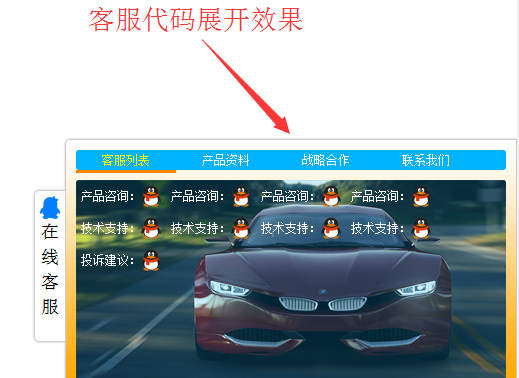 客服代码展开效果
客服列表 产品资料 战略合作 联系我们
产品咨询： 产品咨询： 产品咨询： 产品咨询：
技术支持： 技术支持： 技术支持： 技术支持：
投诉建议：
在线客服